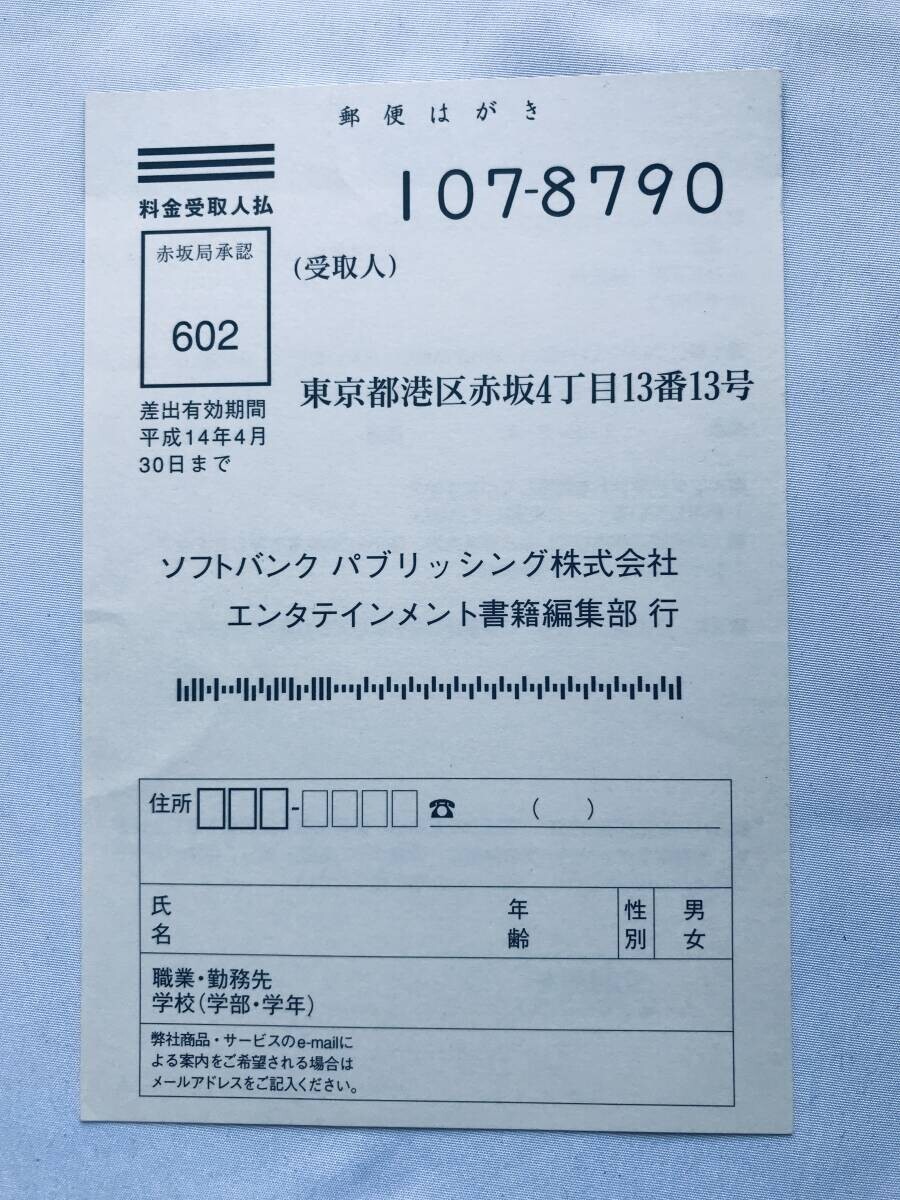 郵便はがき
料金受取人払
107-8790
赤坂局承認
602
(受取人)
差出有効期間
平成14年4月
30日まで
東京都港区赤坂4丁目13番13号
ソフトバンク パブリッシング株式会社
エンタテインメント書籍編集部 行
住所 - ☎ ( )
氏名 年齢 性別 男女
職業・勤務先
学校(学部・学年)
弊社商品・サービスのe-mailに
よる案内をご希望される場合は
メールアドレスをご記入ください。